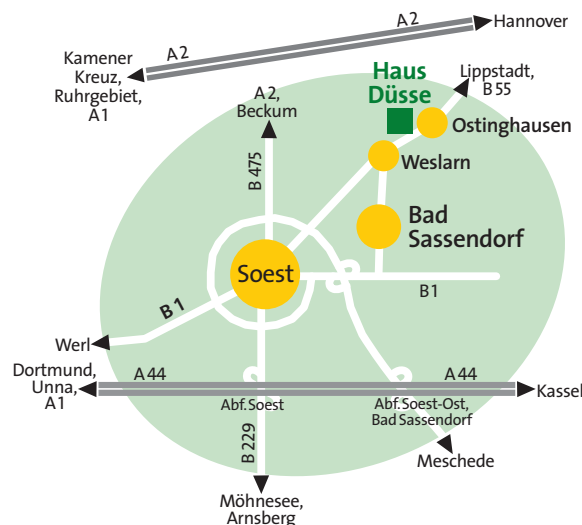 A 2
A 2
Hannover
Kamener
Kreuz,
Ruhrgebiet,
A 1
Haus
Düsse
Lippstadt,
B 55
A 2,
Beckum
Ostinghausen
B 475
Weslarn
Bad
Sassendorf
Soest
B 1
B 1
Werl
Dortmund,
Unna,
A 1
A 44
A 44
Kassel
Abf. Soest
Abf. Soest-Ost,
Bad Sassendorf
B 229
Meschede
Möhnesee,
Arnsberg